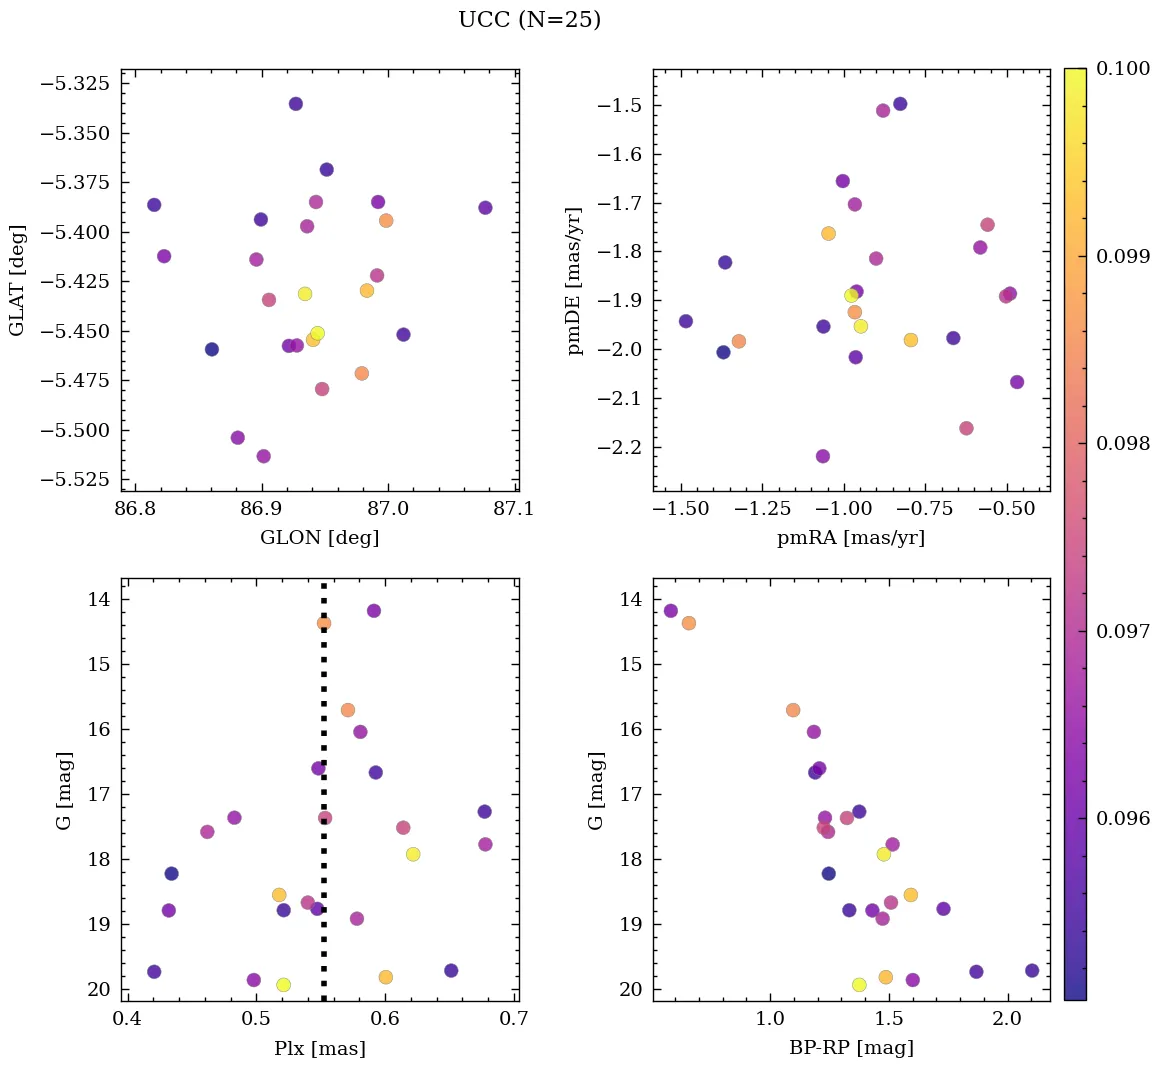 UCC (N=25)
−5.325
−5.350
−5.375
−5.400
−5.425
−5.450
−5.475
−5.500
−5.525
GLAT [deg]
86.8 86.9 87.0 87.1
GLON [deg]
−1.5
−1.6
−1.7
−1.8
−1.9
−2.0
−2.1
−2.2
pmDE [mas/yr]
−1.50 −1.25 −1.00 −0.75 −0.50
pmRA [mas/yr]
0.100
0.099
0.098
0.097
0.096
14
15
16
17
18
19
20
G [mag]
0.4 0.5 0.6 0.7
Plx [mas]
14
15
16
17
18
19
20
G [mag]
1.0 1.5 2.0
BP-RP [mag]